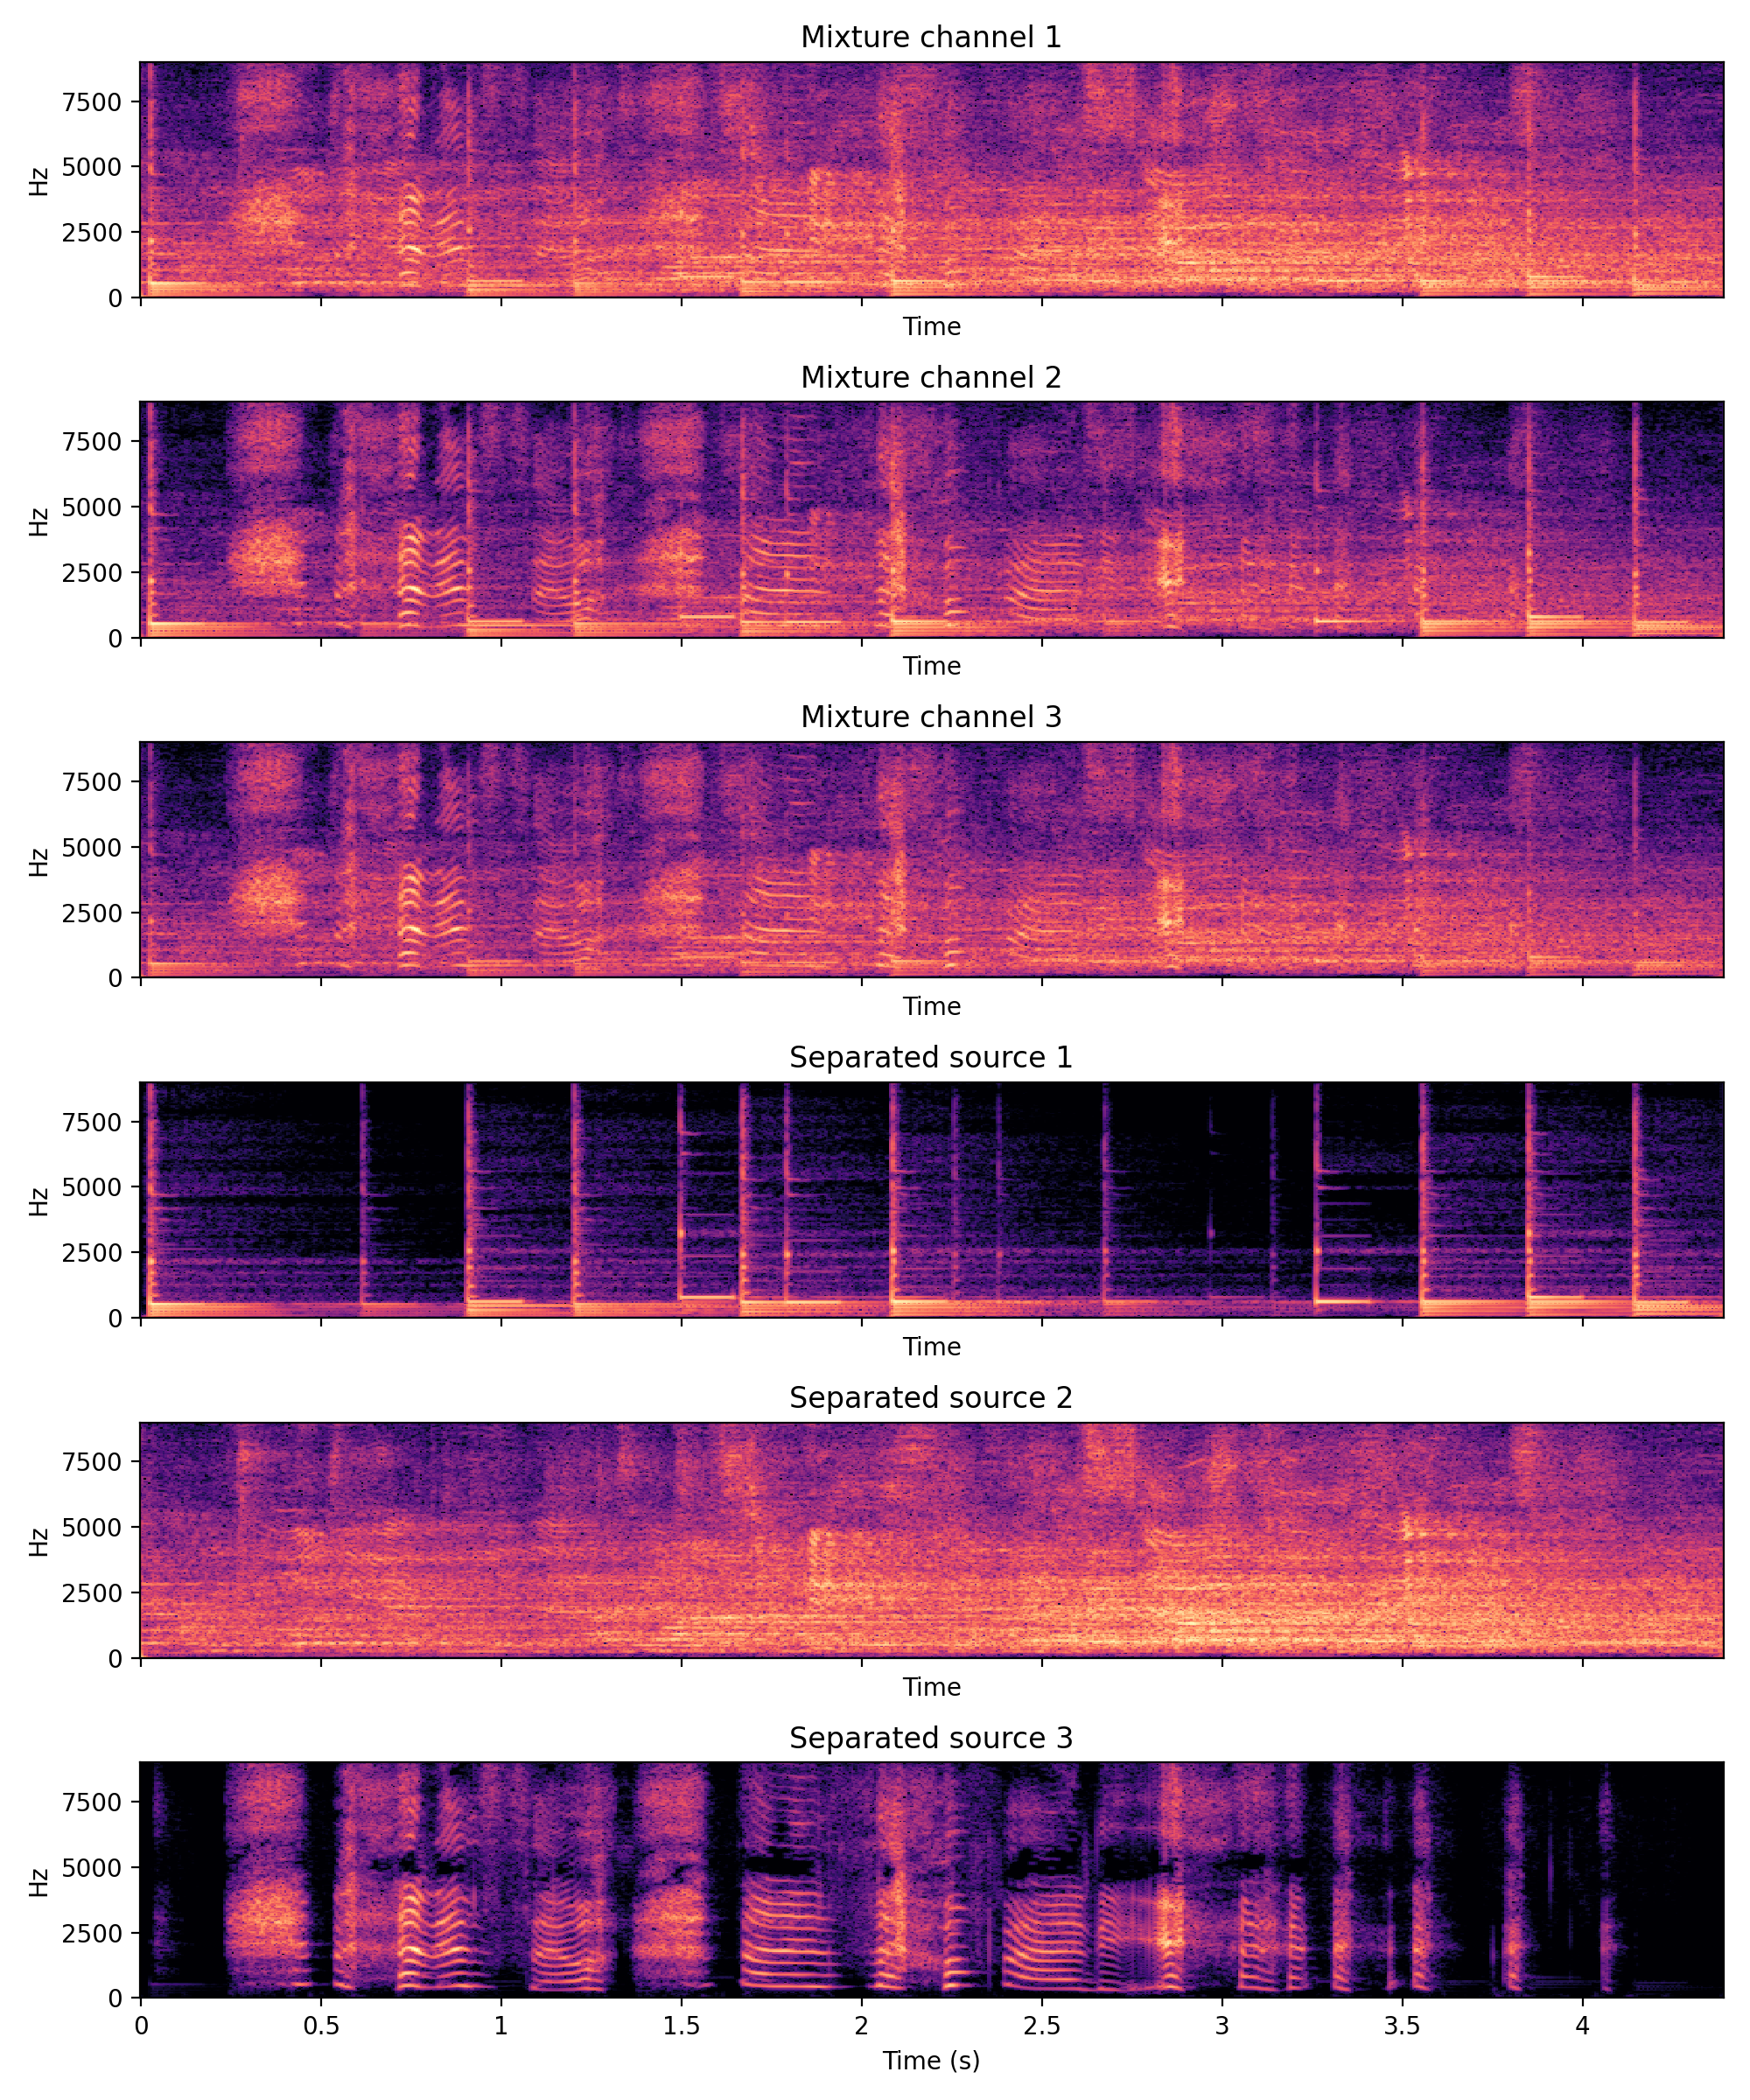 Mixture channel 1
7500
5000
2500
0
Hz
Time
Mixture channel 2
7500
5000
2500
0
Hz
Time
Mixture channel 3
7500
5000
2500
0
Hz
Time
Separated source 1
7500
5000
2500
0
Hz
Time
Separated source 2
7500
5000
2500
0
Hz
Time
Separated source 3
7500
5000
2500
0
Hz
0 0.5 1 1.5 2 2.5 3 3.5 4
Time (s)